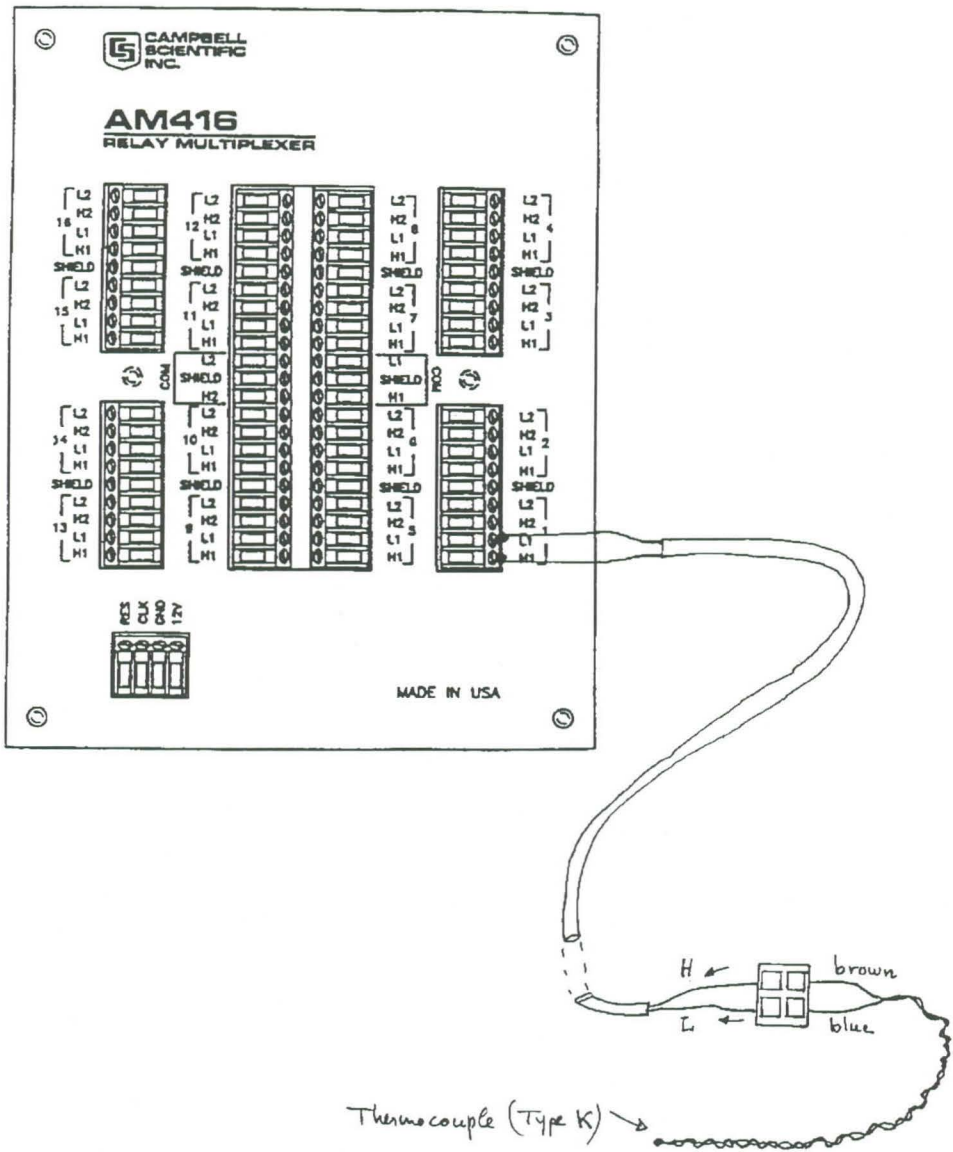 CAMPBELL
SCIENTIFIC
INC.
AM416
RELAY MULTIPLEXER
L2
H2
16
L1
H1
SHIELD
L2
H2
15
L1
H1
L2
H2
14
L1
H1
SHIELD
L2
H2
13
L1
H1
L2
H2
12
L1
H1
SHIELD
L2
H2
11
L1
H1
COM
L2
SHIELD
H2
L2
H2
10
L1
H1
SHIELD
L2
H2
9
L1
H1
L2
H2
8
L1
H1
SHIELD
L2
H2
7
L1
H1
L1
SHIELD
H1
COM
L2
H2
6
L1
H1
SHIELD
L2
H2
5
L1
H1
L2
H2
4
L1
H1
SHIELD
L2
H2
3
L1
H1
L2
H2
2
L1
H1
SHIELD
L2
H2
1
L1
H1
RES
CLK
GND
12V
MADE IN USA
H
brown
L
blue
Thermocouple (Type K)